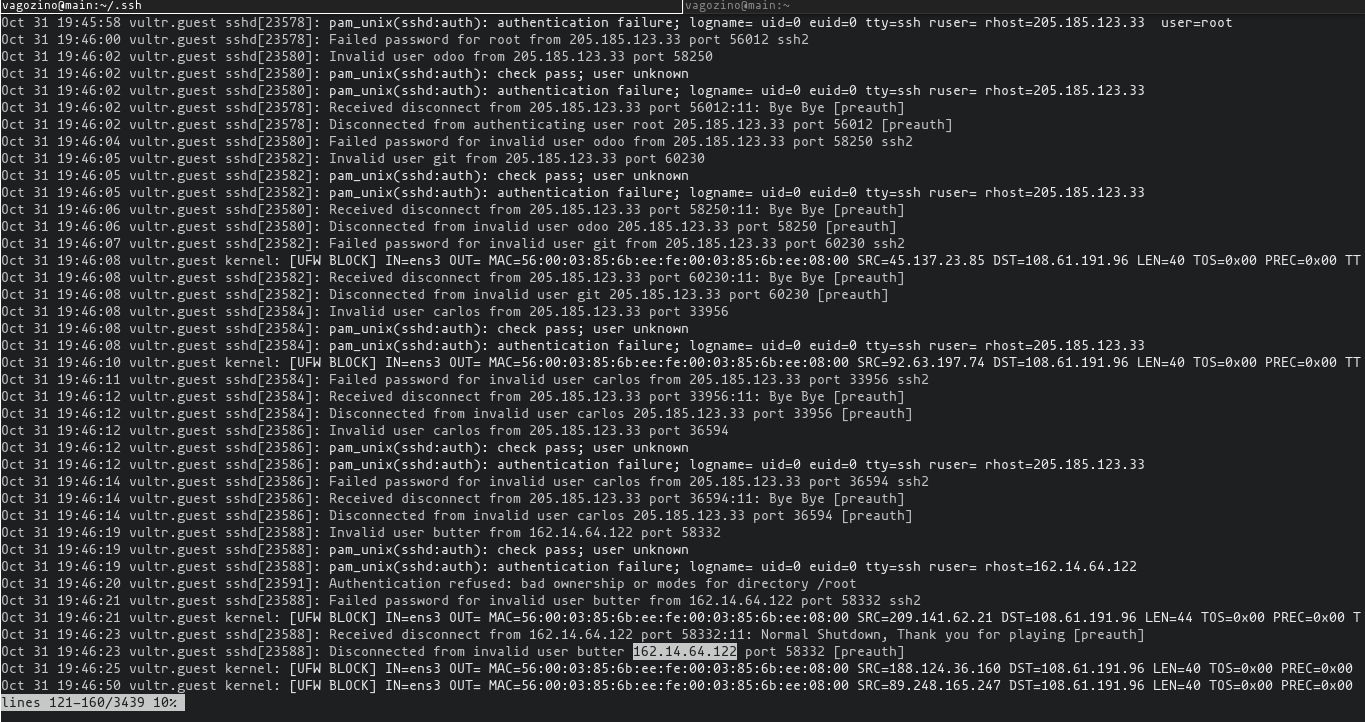 vagozino@main:~/.ssh
vagozino@main:~
Oct 31 19:45:58 vultr.guest sshd[23578]: pam_unix(sshd:auth): authentication failure; logname= uid=0 euid=0 tty=ssh ruser= rhost=205.185.123.33  user=root
Oct 31 19:46:00 vultr.guest sshd[23578]: Failed password for root from 205.185.123.33 port 56012 ssh2
Oct 31 19:46:02 vultr.guest sshd[23580]: Invalid user odoo from 205.185.123.33 port 58250
Oct 31 19:46:02 vultr.guest sshd[23580]: pam_unix(sshd:auth): check pass; user unknown
Oct 31 19:46:02 vultr.guest sshd[23580]: pam_unix(sshd:auth): authentication failure; logname= uid=0 euid=0 tty=ssh ruser= rhost=205.185.123.33
Oct 31 19:46:02 vultr.guest sshd[23578]: Received disconnect from 205.185.123.33 port 56012:11: Bye Bye [preauth]
Oct 31 19:46:02 vultr.guest sshd[23578]: Disconnected from authenticating user root 205.185.123.33 port 56012 [preauth]
Oct 31 19:46:04 vultr.guest sshd[23580]: Failed password for invalid user odoo from 205.185.123.33 port 58250 ssh2
Oct 31 19:46:05 vultr.guest sshd[23582]: Invalid user git from 205.185.123.33 port 60230
Oct 31 19:46:05 vultr.guest sshd[23582]: pam_unix(sshd:auth): check pass; user unknown
Oct 31 19:46:05 vultr.guest sshd[23582]: pam_unix(sshd:auth): authentication failure; logname= uid=0 euid=0 tty=ssh ruser= rhost=205.185.123.33
Oct 31 19:46:06 vultr.guest sshd[23580]: Received disconnect from 205.185.123.33 port 58250:11: Bye Bye [preauth]
Oct 31 19:46:06 vultr.guest sshd[23580]: Disconnected from invalid user odoo 205.185.123.33 port 58250 [preauth]
Oct 31 19:46:07 vultr.guest sshd[23582]: Failed password for invalid user git from 205.185.123.33 port 60230 ssh2
Oct 31 19:46:08 vultr.guest kernel: [UFW BLOCK] IN=ens3 OUT= MAC=56:00:03:85:6b:ee:fe:00:03:85:6b:ee:08:00 SRC=45.137.23.85 DST=108.61.191.96 LEN=40 TOS=0x00 PREC=0x00 TT
Oct 31 19:46:08 vultr.guest sshd[23582]: Received disconnect from 205.185.123.33 port 60230:11: Bye Bye [preauth]
Oct 31 19:46:08 vultr.guest sshd[23582]: Disconnected from invalid user git 205.185.123.33 port 60230 [preauth]
Oct 31 19:46:08 vultr.guest sshd[23584]: Invalid user carlos from 205.185.123.33 port 33956
Oct 31 19:46:08 vultr.guest sshd[23584]: pam_unix(sshd:auth): check pass; user unknown
Oct 31 19:46:08 vultr.guest sshd[23584]: pam_unix(sshd:auth): authentication failure; logname= uid=0 euid=0 tty=ssh ruser= rhost=205.185.123.33
Oct 31 19:46:10 vultr.guest kernel: [UFW BLOCK] IN=ens3 OUT= MAC=56:00:03:85:6b:ee:fe:00:03:85:6b:ee:08:00 SRC=92.63.197.74 DST=108.61.191.96 LEN=40 TOS=0x00 PREC=0x00 TT
Oct 31 19:46:11 vultr.guest sshd[23584]: Failed password for invalid user carlos from 205.185.123.33 port 33956 ssh2
Oct 31 19:46:12 vultr.guest sshd[23584]: Received disconnect from 205.185.123.33 port 33956:11: Bye Bye [preauth]
Oct 31 19:46:12 vultr.guest sshd[23584]: Disconnected from invalid user carlos 205.185.123.33 port 33956 [preauth]
Oct 31 19:46:12 vultr.guest sshd[23586]: Invalid user carlos from 205.185.123.33 port 36594
Oct 31 19:46:12 vultr.guest sshd[23586]: pam_unix(sshd:auth): check pass; user unknown
Oct 31 19:46:12 vultr.guest sshd[23586]: pam_unix(sshd:auth): authentication failure; logname= uid=0 euid=0 tty=ssh ruser= rhost=205.185.123.33
Oct 31 19:46:14 vultr.guest sshd[23586]: Failed password for invalid user carlos from 205.185.123.33 port 36594 ssh2
Oct 31 19:46:14 vultr.guest sshd[23586]: Received disconnect from 205.185.123.33 port 36594:11: Bye Bye [preauth]
Oct 31 19:46:14 vultr.guest sshd[23586]: Disconnected from invalid user carlos 205.185.123.33 port 36594 [preauth]
Oct 31 19:46:19 vultr.guest sshd[23588]: Invalid user butter from 162.14.64.122 port 58332
Oct 31 19:46:19 vultr.guest sshd[23588]: pam_unix(sshd:auth): check pass; user unknown
Oct 31 19:46:19 vultr.guest sshd[23588]: pam_unix(sshd:auth): authentication failure; logname= uid=0 euid=0 tty=ssh ruser= rhost=162.14.64.122
Oct 31 19:46:20 vultr.guest sshd[23591]: Authentication refused: bad ownership or modes for directory /root
Oct 31 19:46:21 vultr.guest sshd[23588]: Failed password for invalid user butter from 162.14.64.122 port 58332 ssh2
Oct 31 19:46:21 vultr.guest kernel: [UFW BLOCK] IN=ens3 OUT= MAC=56:00:03:85:6b:ee:fe:00:03:85:6b:ee:08:00 SRC=209.141.62.21 DST=108.61.191.96 LEN=44 TOS=0x00 PREC=0x00 T
Oct 31 19:46:23 vultr.guest sshd[23588]: Received disconnect from 162.14.64.122 port 58332:11: Normal Shutdown, Thank you for playing [preauth]
Oct 31 19:46:23 vultr.guest sshd[23588]: Disconnected from invalid user butter 162.14.64.122 port 58332 [preauth]
Oct 31 19:46:25 vultr.guest kernel: [UFW BLOCK] IN=ens3 OUT= MAC=56:00:03:85:6b:ee:fe:00:03:85:6b:ee:08:00 SRC=188.124.36.160 DST=108.61.191.96 LEN=40 TOS=0x00 PREC=0x00
Oct 31 19:46:50 vultr.guest kernel: [UFW BLOCK] IN=ens3 OUT= MAC=56:00:03:85:6b:ee:fe:00:03:85:6b:ee:08:00 SRC=89.248.165.247 DST=108.61.191.96 LEN=40 TOS=0x00 PREC=0x00
lines 121-160/3439 10%